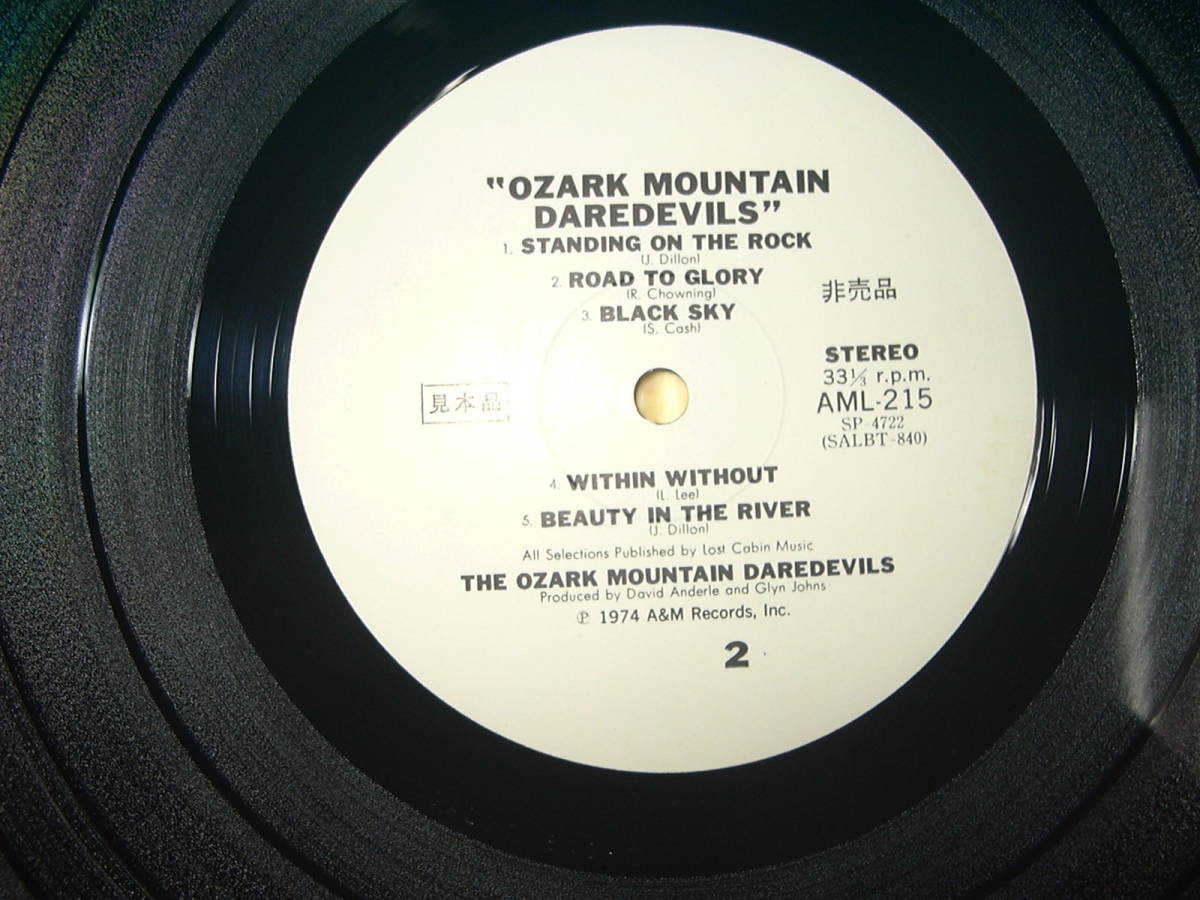 "OZARK MOUNTAIN
DAREDEVILS"
1. STANDING ON THE ROCK
(J. Dillon)
2. ROAD TO GLORY
(R. Chowning)
3. BLACK SKY
(S. Cash)
非売品
STEREO
33⅓ r.p.m.
AML-215
SP-4722
(SALBT-840)
見本品
4. WITHIN WITHOUT
(L. Lee)
5. BEAUTY IN THE RIVER
(J. Dillon)
All Selections Published by Lost Cabin Music
THE OZARK MOUNTAIN DAREDEVILS
Produced by David Anderle and Glyn Johns
℗ 1974 A&M Records, Inc.
2